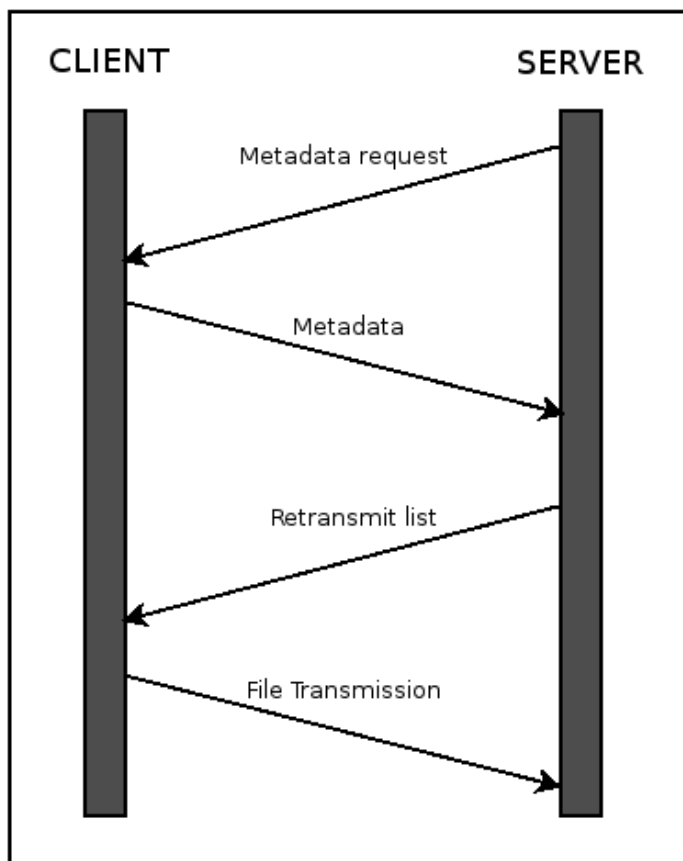 CLIENT
SERVER
Metadata request
Metadata
Retransmit list
File Transmission